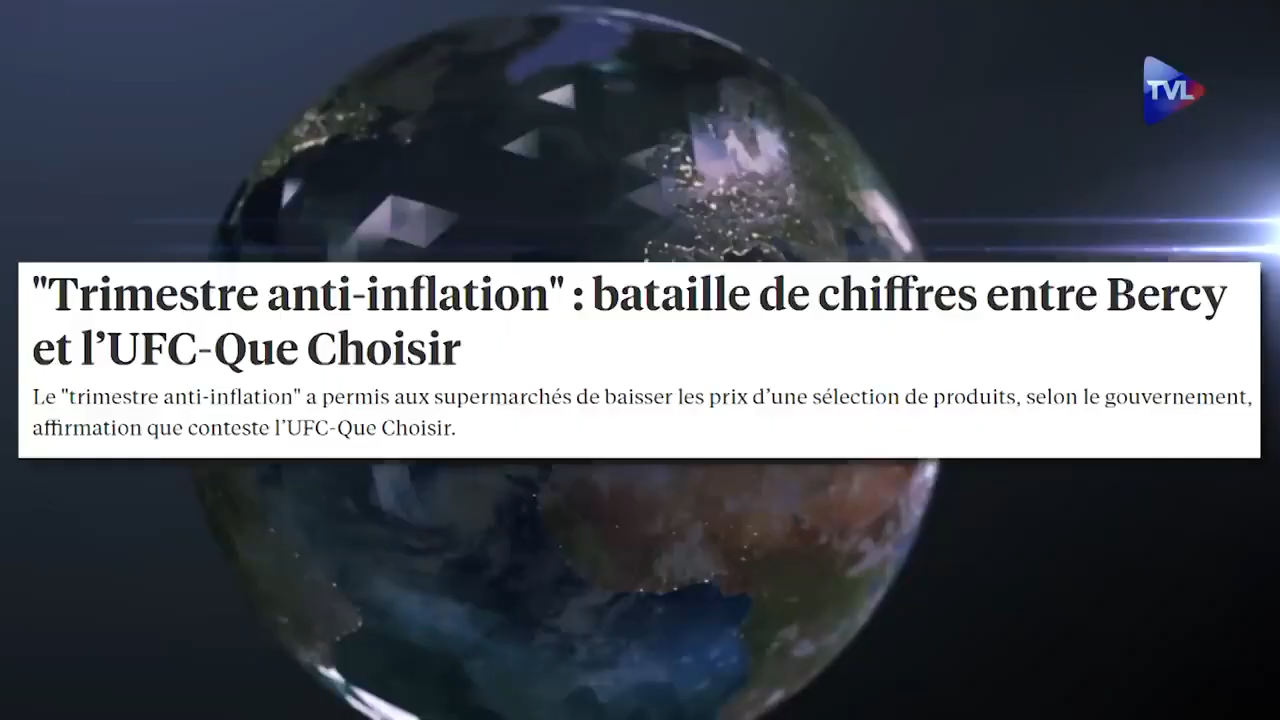 TVL
"Trimestre anti-inflation" : bataille de chiffres entre Bercy
et l’UFC-Que Choisir
Le "trimestre anti-inflation" a permis aux supermarchés de baisser les prix d’une sélection de produits, selon le gouvernement,
affirmation que conteste l’UFC-Que Choisir.